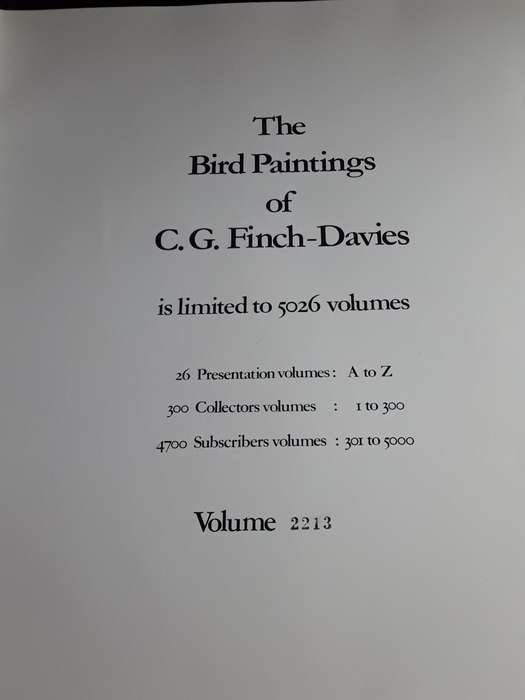 The
Bird Paintings
of
C. G. Finch-Davies
is limited to 5026 volumes
26 Presentation volumes : A to Z
300 Collectors volumes : 1 to 300
4700 Subscribers volumes : 301 to 5000
Volume 2213